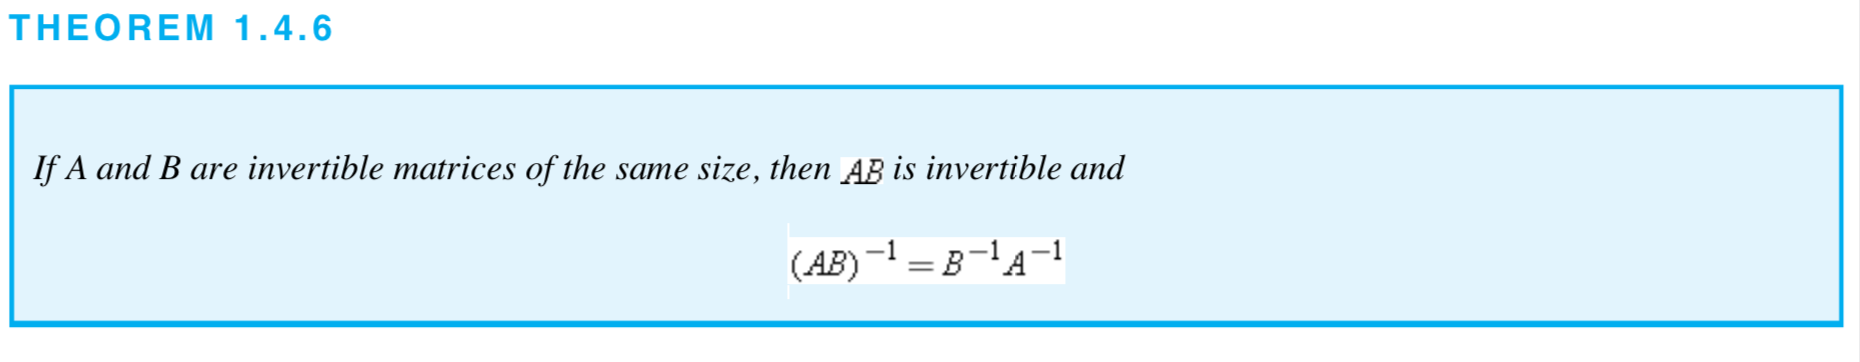 THEOREM 1.4.6
If A and B are invertible matrices of the same size, then AB is invertible and
(AB)⁻¹ = B⁻¹A⁻¹